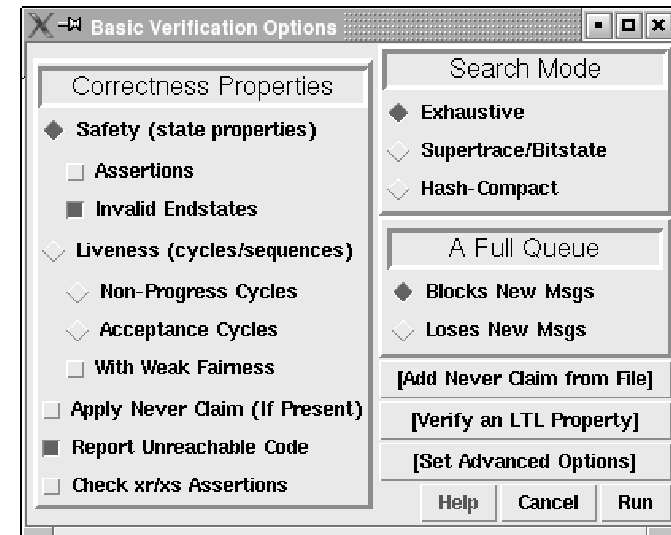 Basic Verification Options
Correctness Properties
Safety (state properties)
Assertions
Invalid Endstates
Liveness (cycles/sequences)
Non-Progress Cycles
Acceptance Cycles
With Weak Fairness
Apply Never Claim (If Present)
Report Unreachable Code
Check xr/xs Assertions
Search Mode
Exhaustive
Supertrace/Bitstate
Hash-Compact
A Full Queue
Blocks New Msgs
Loses New Msgs
[Add Never Claim from File]
[Verify an LTL Property]
[Set Advanced Options]
Help Cancel Run